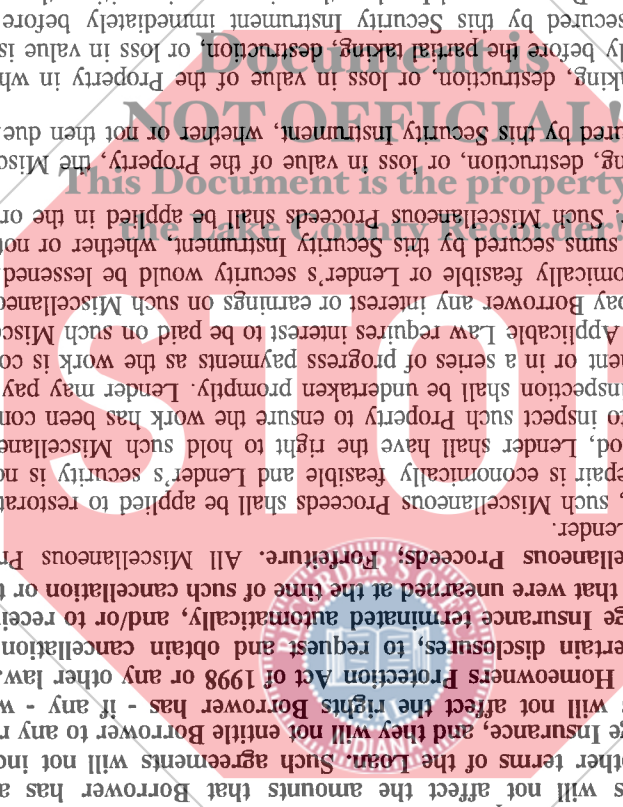 s will not affect the amounts that Borrower has a
ther terms of the Loan. Such agreements will not inc
ge Insurance, and they will not entitle Borrower to any r
s will not affect the rights Borrower has - if any - w
Homeowners Protection Act of 1998 or any other law.
ertain disclosures, to request and obtain cancellation
ge Insurance terminated automatically, and/or to recei
that were unearned at the time of such cancellation or t
ellaneous Proceeds; Forfeiture. All Miscellaneous Pr
Lender.
, such Miscellaneous Proceeds shall be applied to restorat
repair is economically feasible and Lender's security is no
od, Lender shall have the right to hold such Miscellane
to inspect such Property to ensure the work has been con
inspection shall be undertaken promptly. Lender may pay
ment or in a series of progress payments as the work is co
Applicable Law requires interest to be paid on such Misc
pay Borrower any interest or earnings on such Miscellaneo
omically feasible or Lender's security would be lessened
sums secured by this Security Instrument, whether or not
. Such Miscellaneous Proceeds shall be applied in the or
ng, destruction, or loss in value of the Property, the Misc
ured by this Security Instrument, whether or not then due
aking, destruction, or loss in value of the Property in wh
ly before the partial taking, destruction, or loss in value is
secured by this Security Instrument immediately before
Document is
NOT OFFICIAL!
This Document is the property
the Lake County Recorder!
STO
RECORDER'S OFFICE
INDIANA